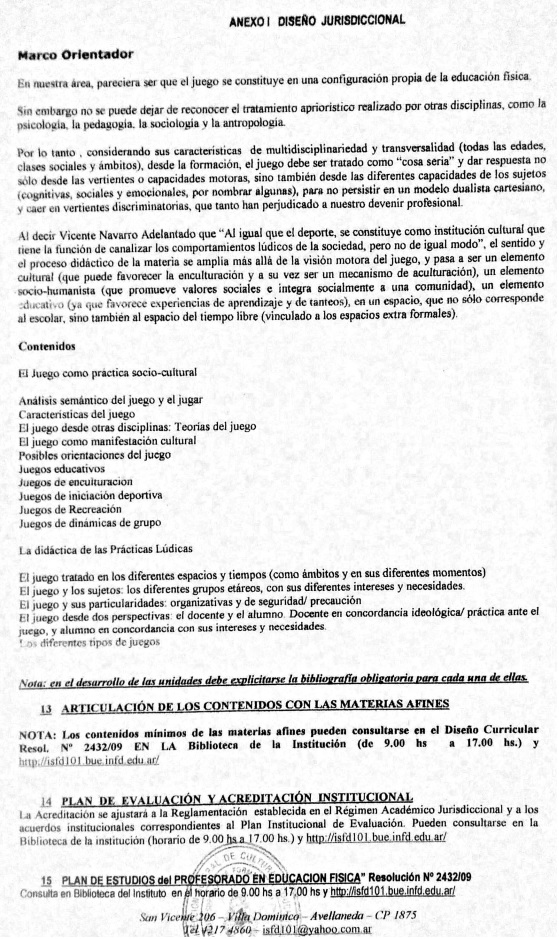 ANEXO I DISEÑO JURISDICCIONAL
Marco Orientador
En nuestra área, pareciera ser que el juego se constituye en una configuración propia de la educación física.
Sin embargo no se puede dejar de reconocer el tratamiento apriorístico realizado por otras disciplinas, como la
psicología, la pedagogía, la sociología y la antropología.
Por lo tanto , considerando sus características de multidisciplinariedad y transversalidad (todas las edades,
clases sociales y ámbitos), desde la formación, el juego debe ser tratado como "cosa seria" y dar respuesta no
sólo desde las vertientes o capacidades motoras, sino también desde las diferentes capacidades de los sujetos
(cognitivas, sociales y emocionales, por nombrar algunas), para no persistir en un modelo dualista cartesiano,
y caer en vertientes discriminatorias, que tanto han perjudicado a nuestro devenir profesional.
Al decir Vicente Navarro Adelantado que "Al igual que el deporte, se constituye como institución cultural que
tiene la función de canalizar los comportamientos lúdicos de la sociedad, pero no de igual modo", el sentido y
el proceso didáctico de la materia se amplia más allá de la visión motora del juego, y pasa a ser un elemento
cultural (que puede favorecer la enculturación y a su vez ser un mecanismo de aculturación), un elemento
socio-humanista (que promueve valores sociales e integra socialmente a una comunidad), un elemento
educativo (ya que favorece experiencias de aprendizaje y de tanteos), en un espacio, que no sólo corresponde
al escolar, sino también al espacio del tiempo libre (vinculado a los espacios extra formales).
Contenidos
El Juego como práctica socio-cultural
Análisis semántico del juego y el jugar
Características del juego
El juego desde otras disciplinas: Teorías del juego
El juego como manifestación cultural
Posibles orientaciones del juego
Juegos educativos
Juegos de enculturación
Juegos de iniciación deportiva
Juegos de Recreación
Juegos de dinámicas de grupo
La didáctica de las Prácticas Lúdicas
El juego tratado en los diferentes espacios y tiempos (como ámbitos y en sus diferentes momentos)
El juego y los sujetos: los diferentes grupos etáreos, con sus diferentes intereses y necesidades.
El juego y sus particularidades: organizativas y de seguridad/ precaución
El juego desde dos perspectivas: el docente y el alumno. Docente en concordancia ideológica/ práctica ante el
juego, y alumno en concordancia con sus intereses y necesidades.
Los diferentes tipos de juegos
Nota: en el desarrollo de las unidades debe explicitarse la bibliografía obligatoria para cada una de ellas.
13 ARTICULACIÓN DE LOS CONTENIDOS CON LAS MATERIAS AFINES
NOTA: Los contenidos mínimos de las materias afines pueden consultarse en el Diseño Curricular
Resol. Nº 2432/09 EN LA Biblioteca de la Institución (de 9.00 hs a 17.00 hs.) y
http://isfd101.bue.infd.edu.ar/
14 PLAN DE EVALUACIÓN Y ACREDITACIÓN INSTITUCIONAL
La Acreditación se ajustará a la Reglamentación establecida en el Régimen Académico Jurisdiccional y a los
acuerdos institucionales correspondientes al Plan Institucional de Evaluación. Pueden consultarse en la
Biblioteca de la institución (horario de 9.00 hs a 17.00 hs.) y http://isfd101.bue.infd.edu.ar/
15 PLAN DE ESTUDIOS del PROFESORADO EN EDUCACION FISICA" Resolución Nº 2432/09
Consulta en Biblioteca del Instituto en el horario de 9.00 hs a 17,00 hs y http://isfd101.bue.infd.edu.ar/
San Vicente 206 – Villa Domínico – Avellaneda – CP 1875
Tel 4217 4860 – isfd101@yahoo.com.ar